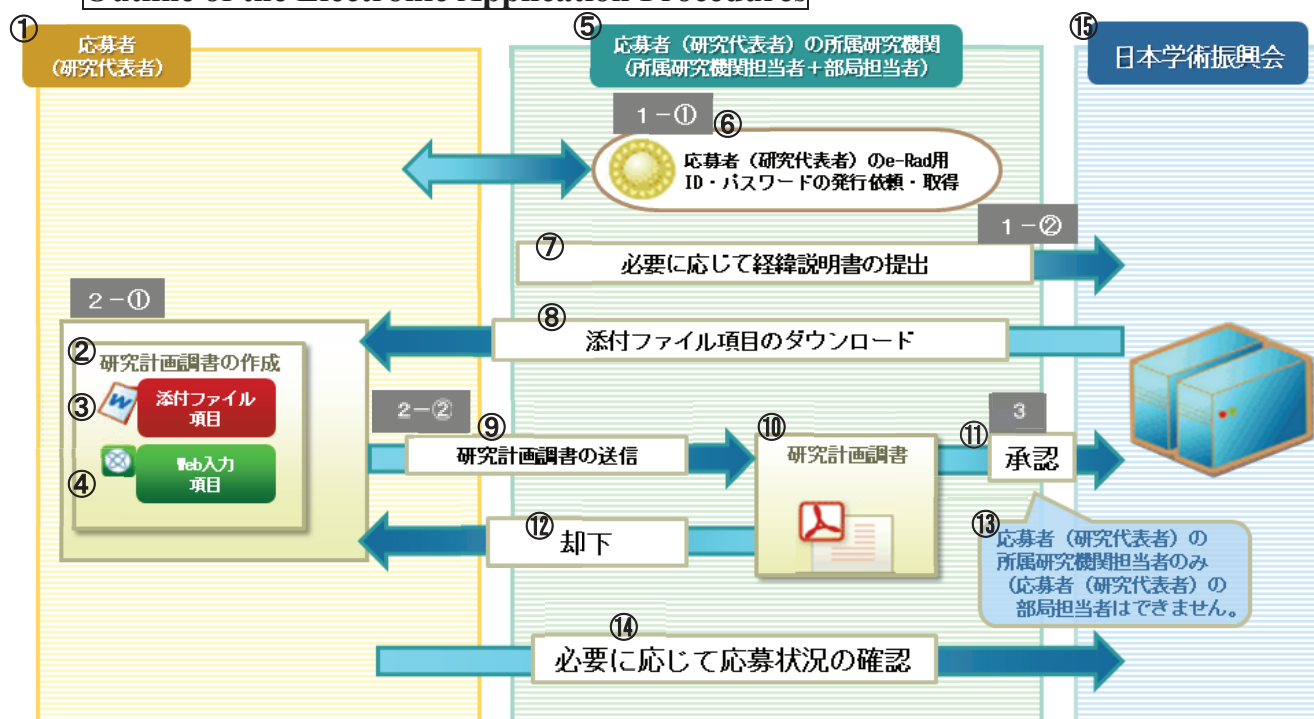 Outline of the Electronic Application Procedures
①
応募者
(研究代表者)
⑤
応募者（研究代表者）の所属研究機関
（所属研究機関担当者＋部局担当者）
⑮
日本学術振興会
１－①
⑥
応募者（研究代表者）のe-Rad用
ID・パスワードの発行依頼・取得
１－②
⑦
必要に応じて経緯説明書の提出
２－①
⑧
添付ファイル項目のダウンロード
②
研究計画調書の作成
③
添付ファイル
項目
④
Web入力
項目
２－②
⑨
研究計画調書の送信
⑩
研究計画調書
３
⑪
承認
⑫
却下
⑬
応募者（研究代表者）の
所属研究機関担当者のみ
（応募者（研究代表者）の
部局担当者はできません。
⑭
必要に応じて応募状況の確認